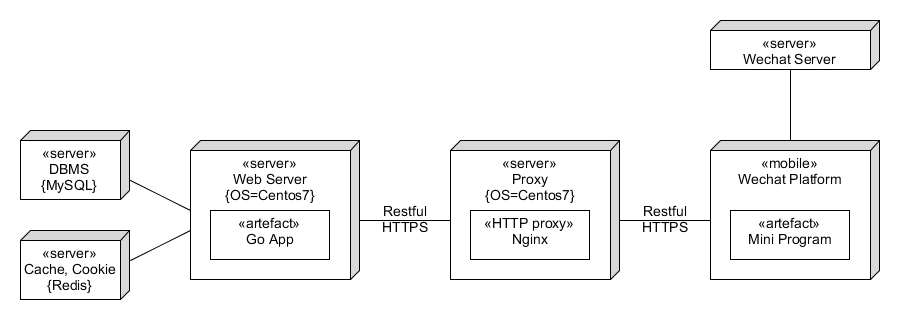 «server»
Wechat Server
«server»
DBMS
{MySQL}
«server»
Cache, Cookie
{Redis}
«server»
Web Server
{OS=Centos7}
«artefact»
Go App
Restful
HTTPS
«server»
Proxy
{OS=Centos7}
«HTTP proxy»
Nginx
Restful
HTTPS
«mobile»
Wechat Platform
«artefact»
Mini Program